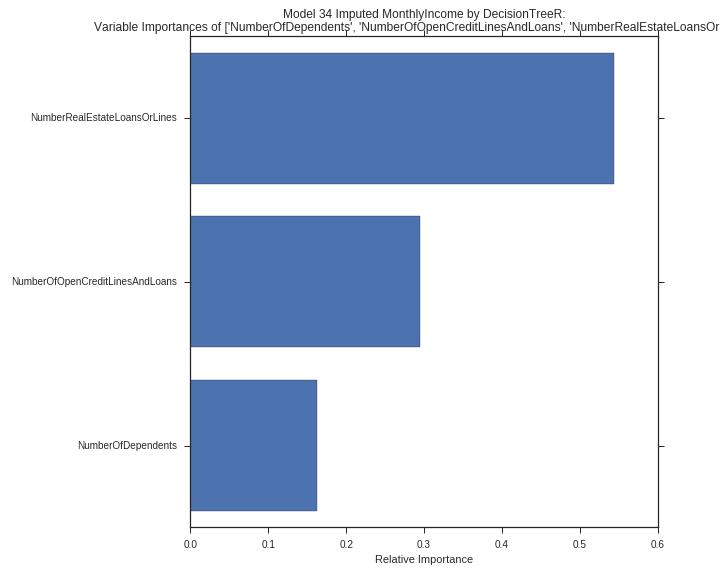 Model 34 Imputed MonthlyIncome by DecisionTreeR:
Variable Importances of ['NumberOfDependents', 'NumberOfOpenCreditLinesAndLoans', 'NumberRealEstateLoansOr
NumberRealEstateLoansOrLines
NumberOfOpenCreditLinesAndLoans
NumberOfDependents
0.0 0.1 0.2 0.3 0.4 0.5 0.6
Relative Importance